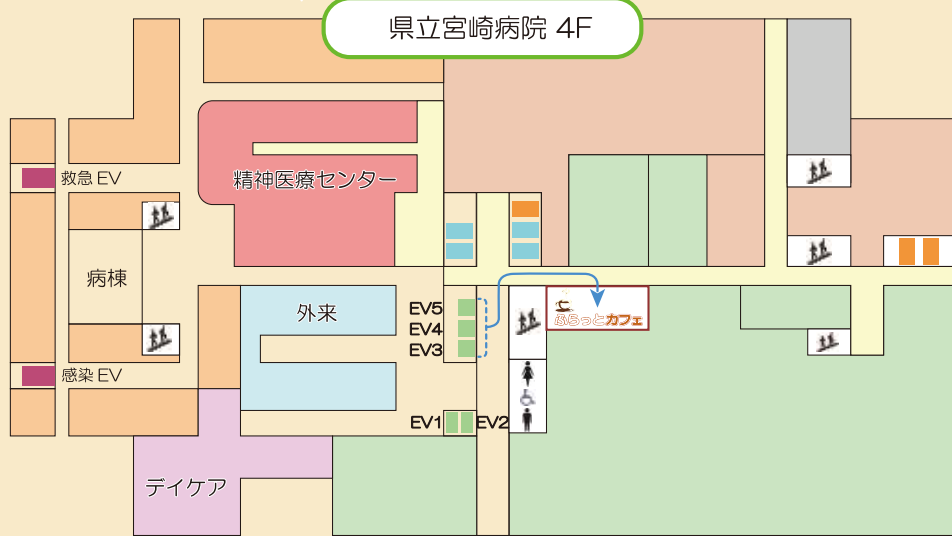 県立宮崎病院 4F
救急 EV
精神医療センター
病棟
外来
EV5
EV4
EV3
ふらっとカフェ
感染 EV
EV1
EV2
デイケア